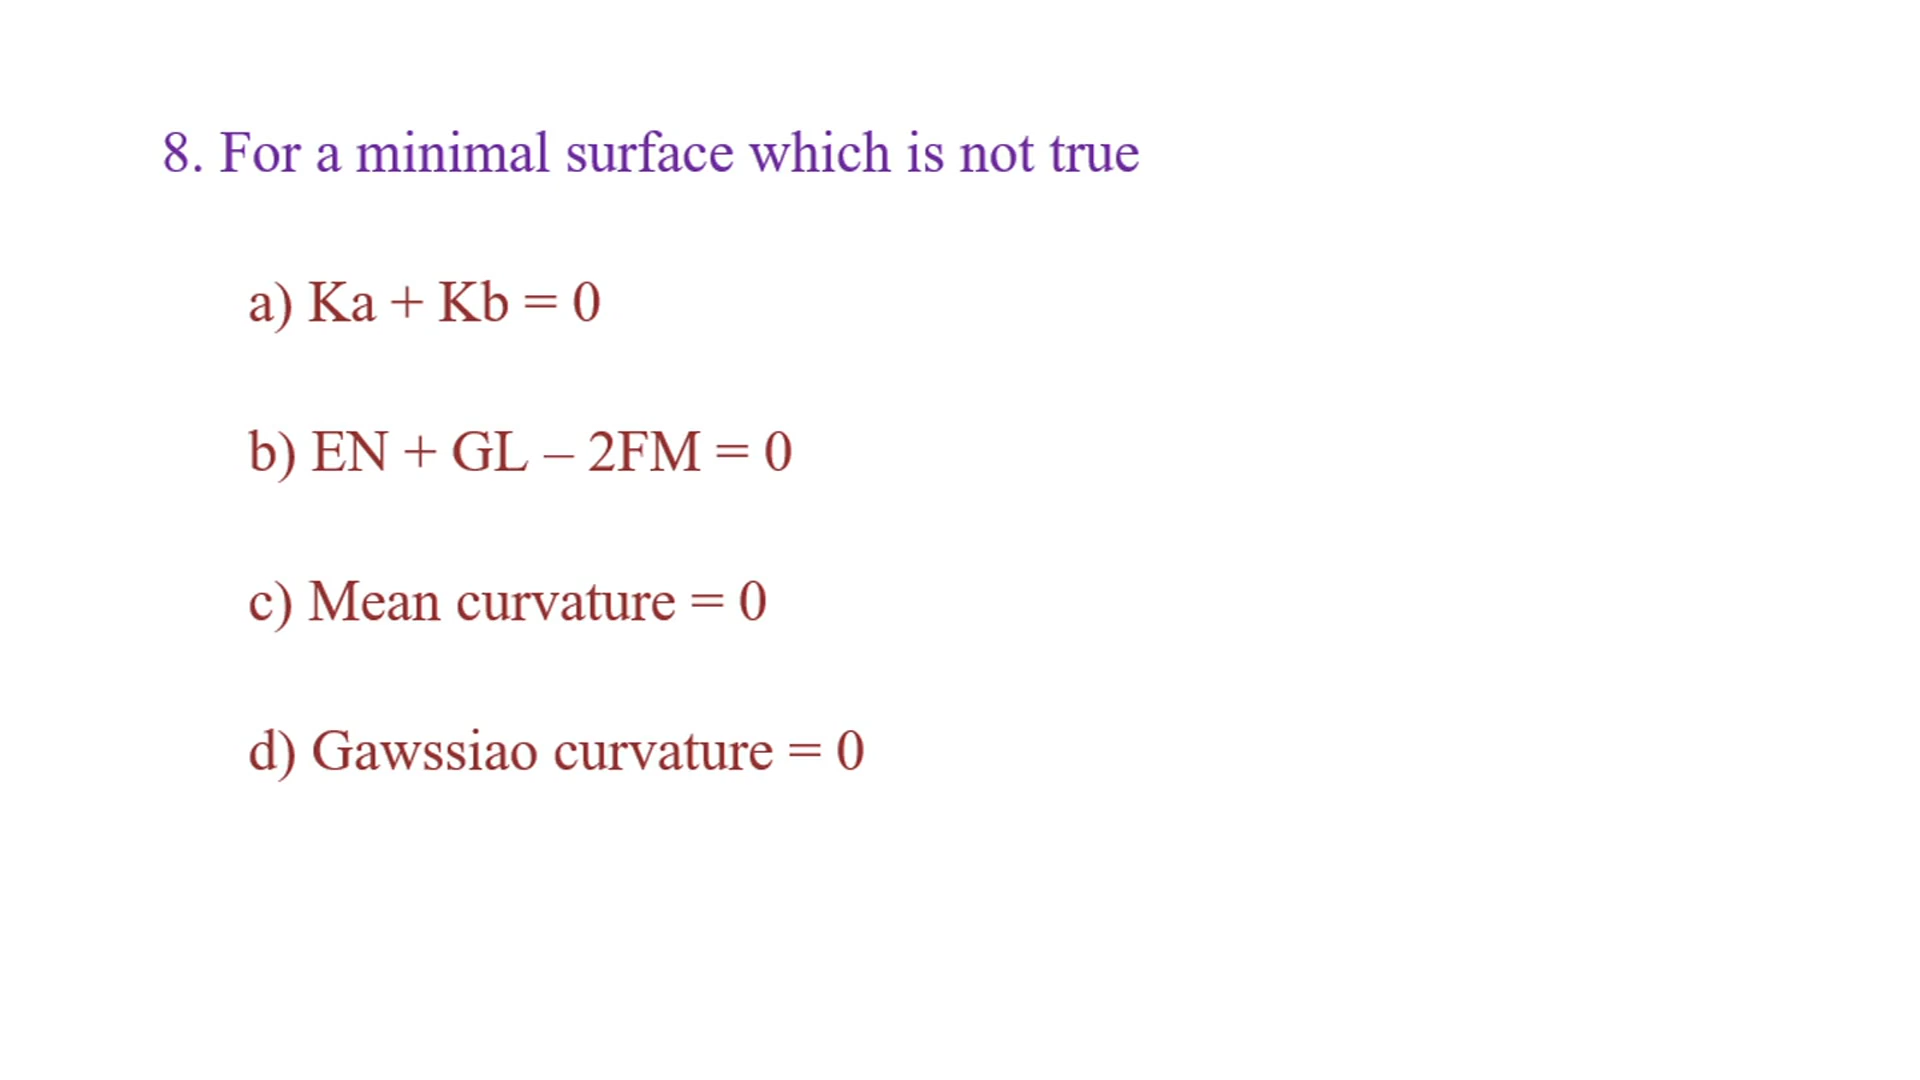 8. For a minimal surface which is not true
a) Ka + Kb = 0
b) EN + GL – 2FM = 0
c) Mean curvature = 0
d) Gawssiao curvature = 0